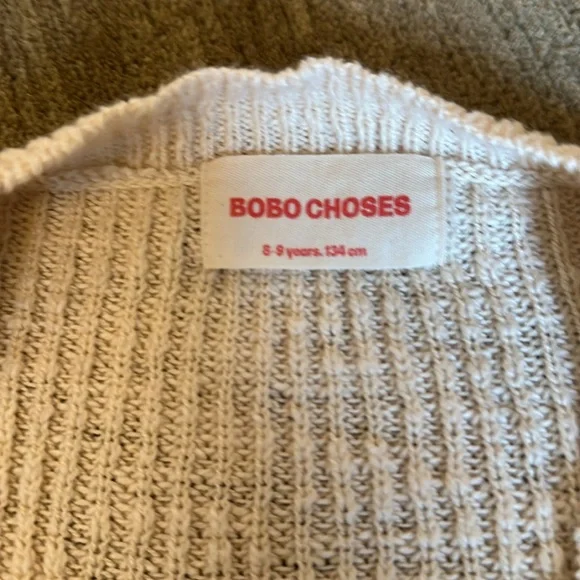 BOBO CHOSES
8-9 years. 134 cm